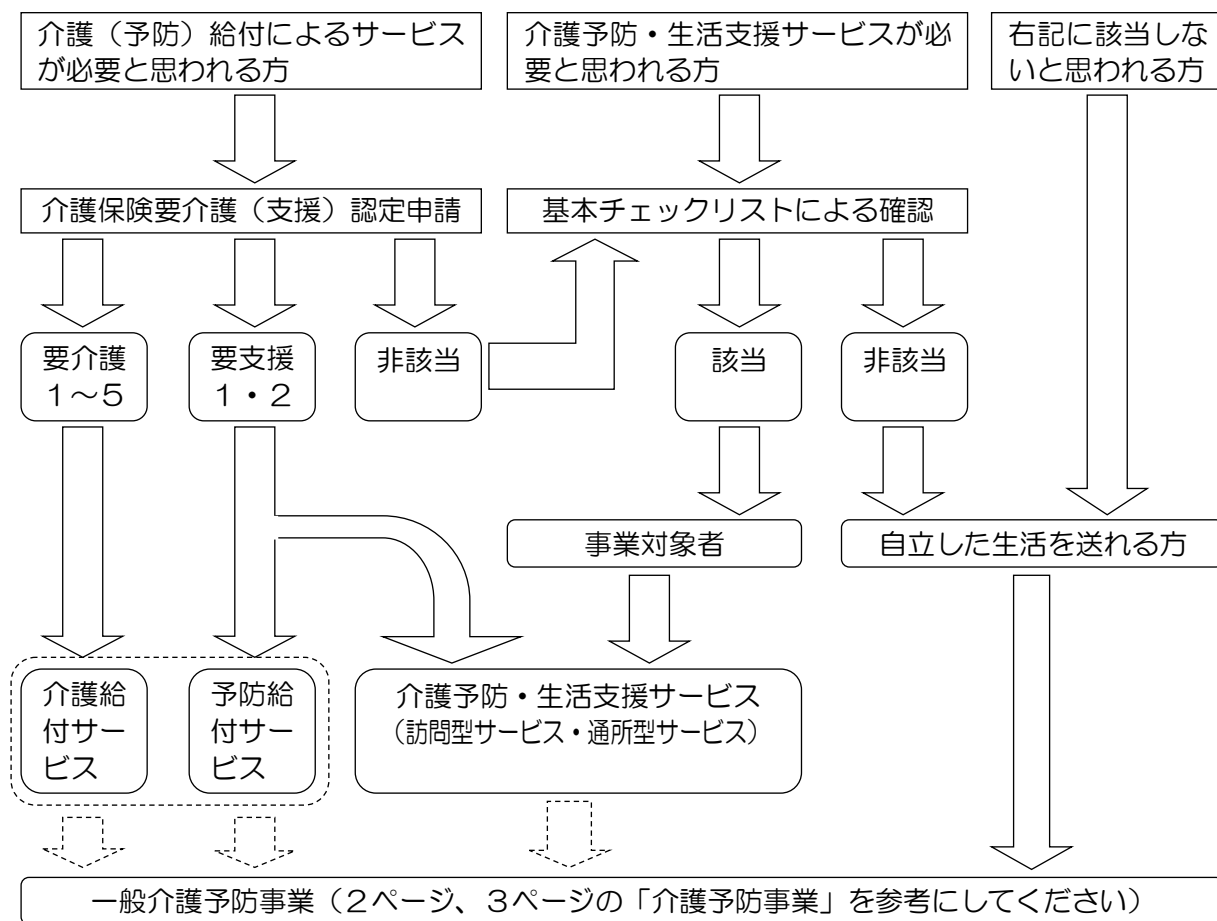 介護（予防）給付によるサービス
が必要と思われる方
介護予防・生活支援サービスが必
要と思われる方
右記に該当しな
いと思われる方
介護保険要介護（支援）認定申請
基本チェックリストによる確認
要介護
１～５
要支援
１・２
非該当
該当
非該当
事業対象者
自立した生活を送れる方
介護給
付サー
ビス
予防給
付サー
ビス
介護予防・生活支援サービス
（訪問型サービス・通所型サービス）
一般介護予防事業（２ページ、３ページの「介護予防事業」を参考にしてください）